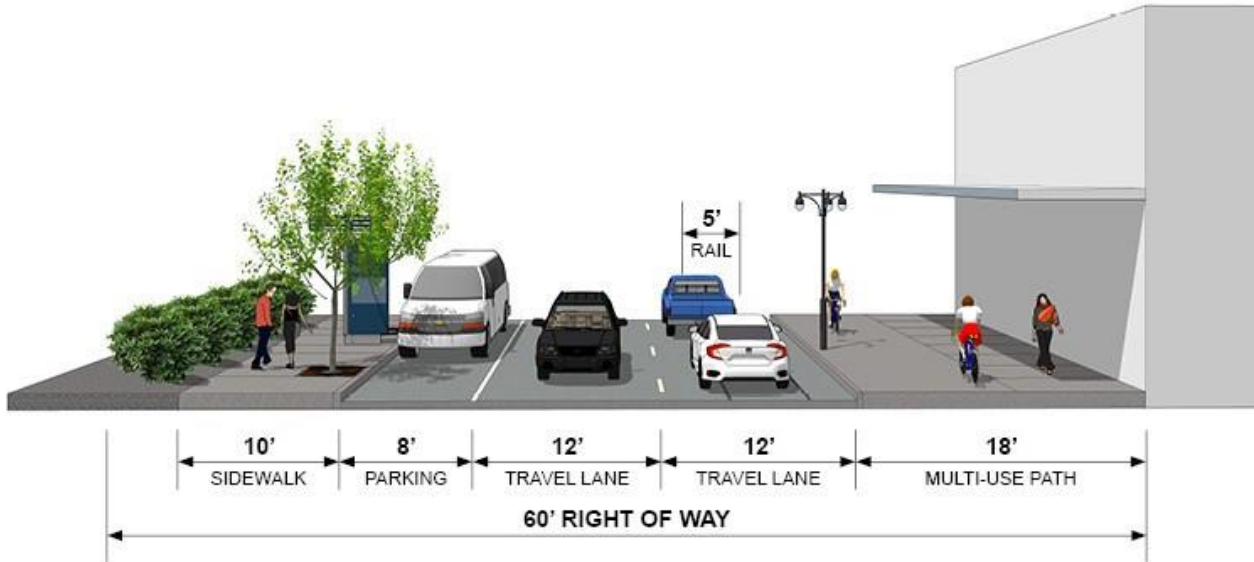 5’
RAIL
10’
SIDEWALK
8’
PARKING
12’
TRAVEL LANE
12’
TRAVEL LANE
18’
MULTI-USE PATH
60’ RIGHT OF WAY